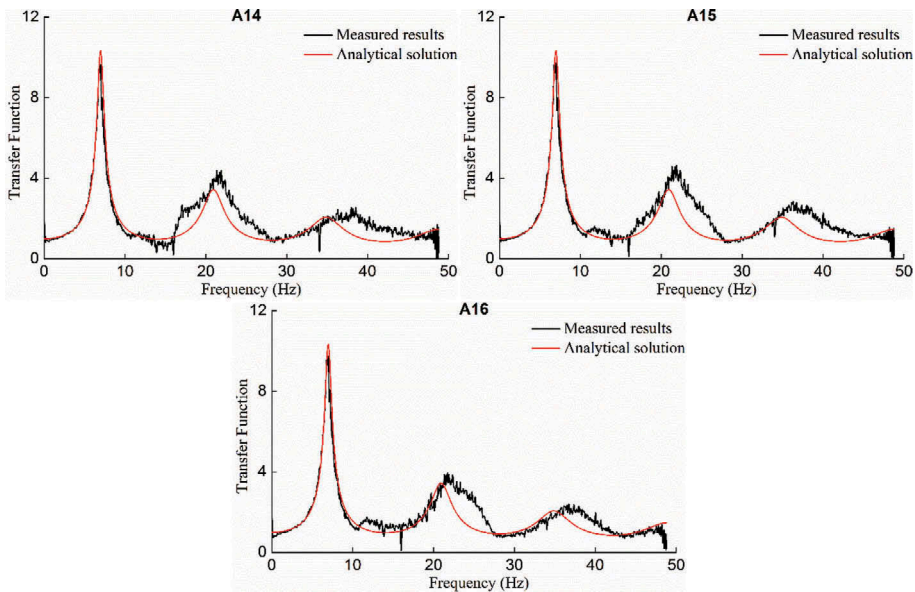 A14
Measured results
Analytical solution
Transfer Function
12
8
4
0
0 10 20 30 40 50
Frequency (Hz)
A15
Measured results
Analytical solution
Transfer Function
12
8
4
0
0 10 20 30 40 50
Frequency (Hz)
A16
Measured results
Analytical solution
Transfer Function
12
8
4
0
0 10 20 30 40 50
Frequency (Hz)